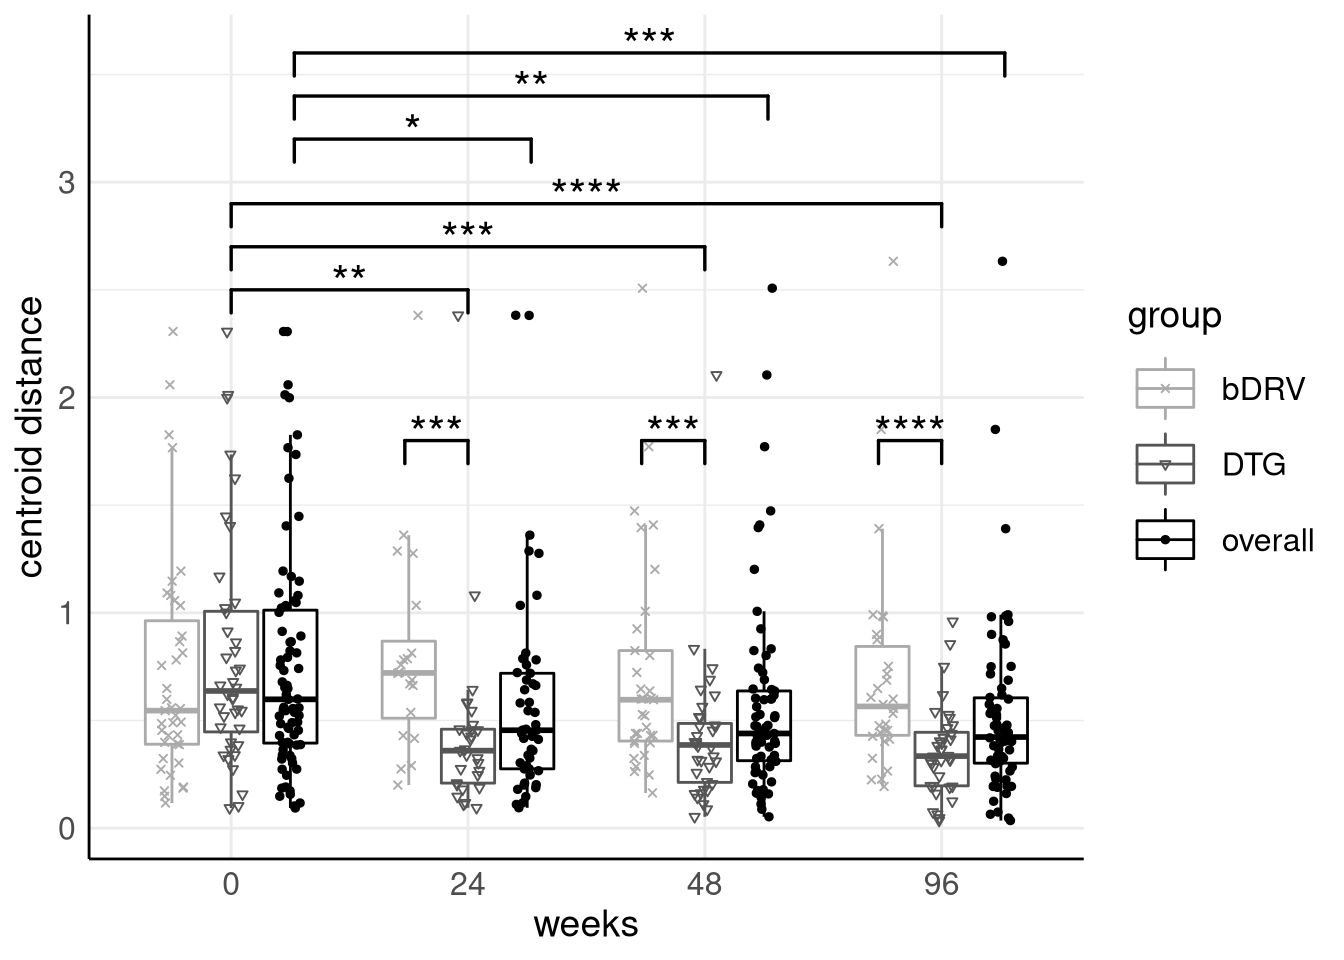 ***
**
*
****
***
**
*** *** ****
3
2
1
0
centroid distance
0 24 48 96
weeks
group
bDRV
DTG
overall